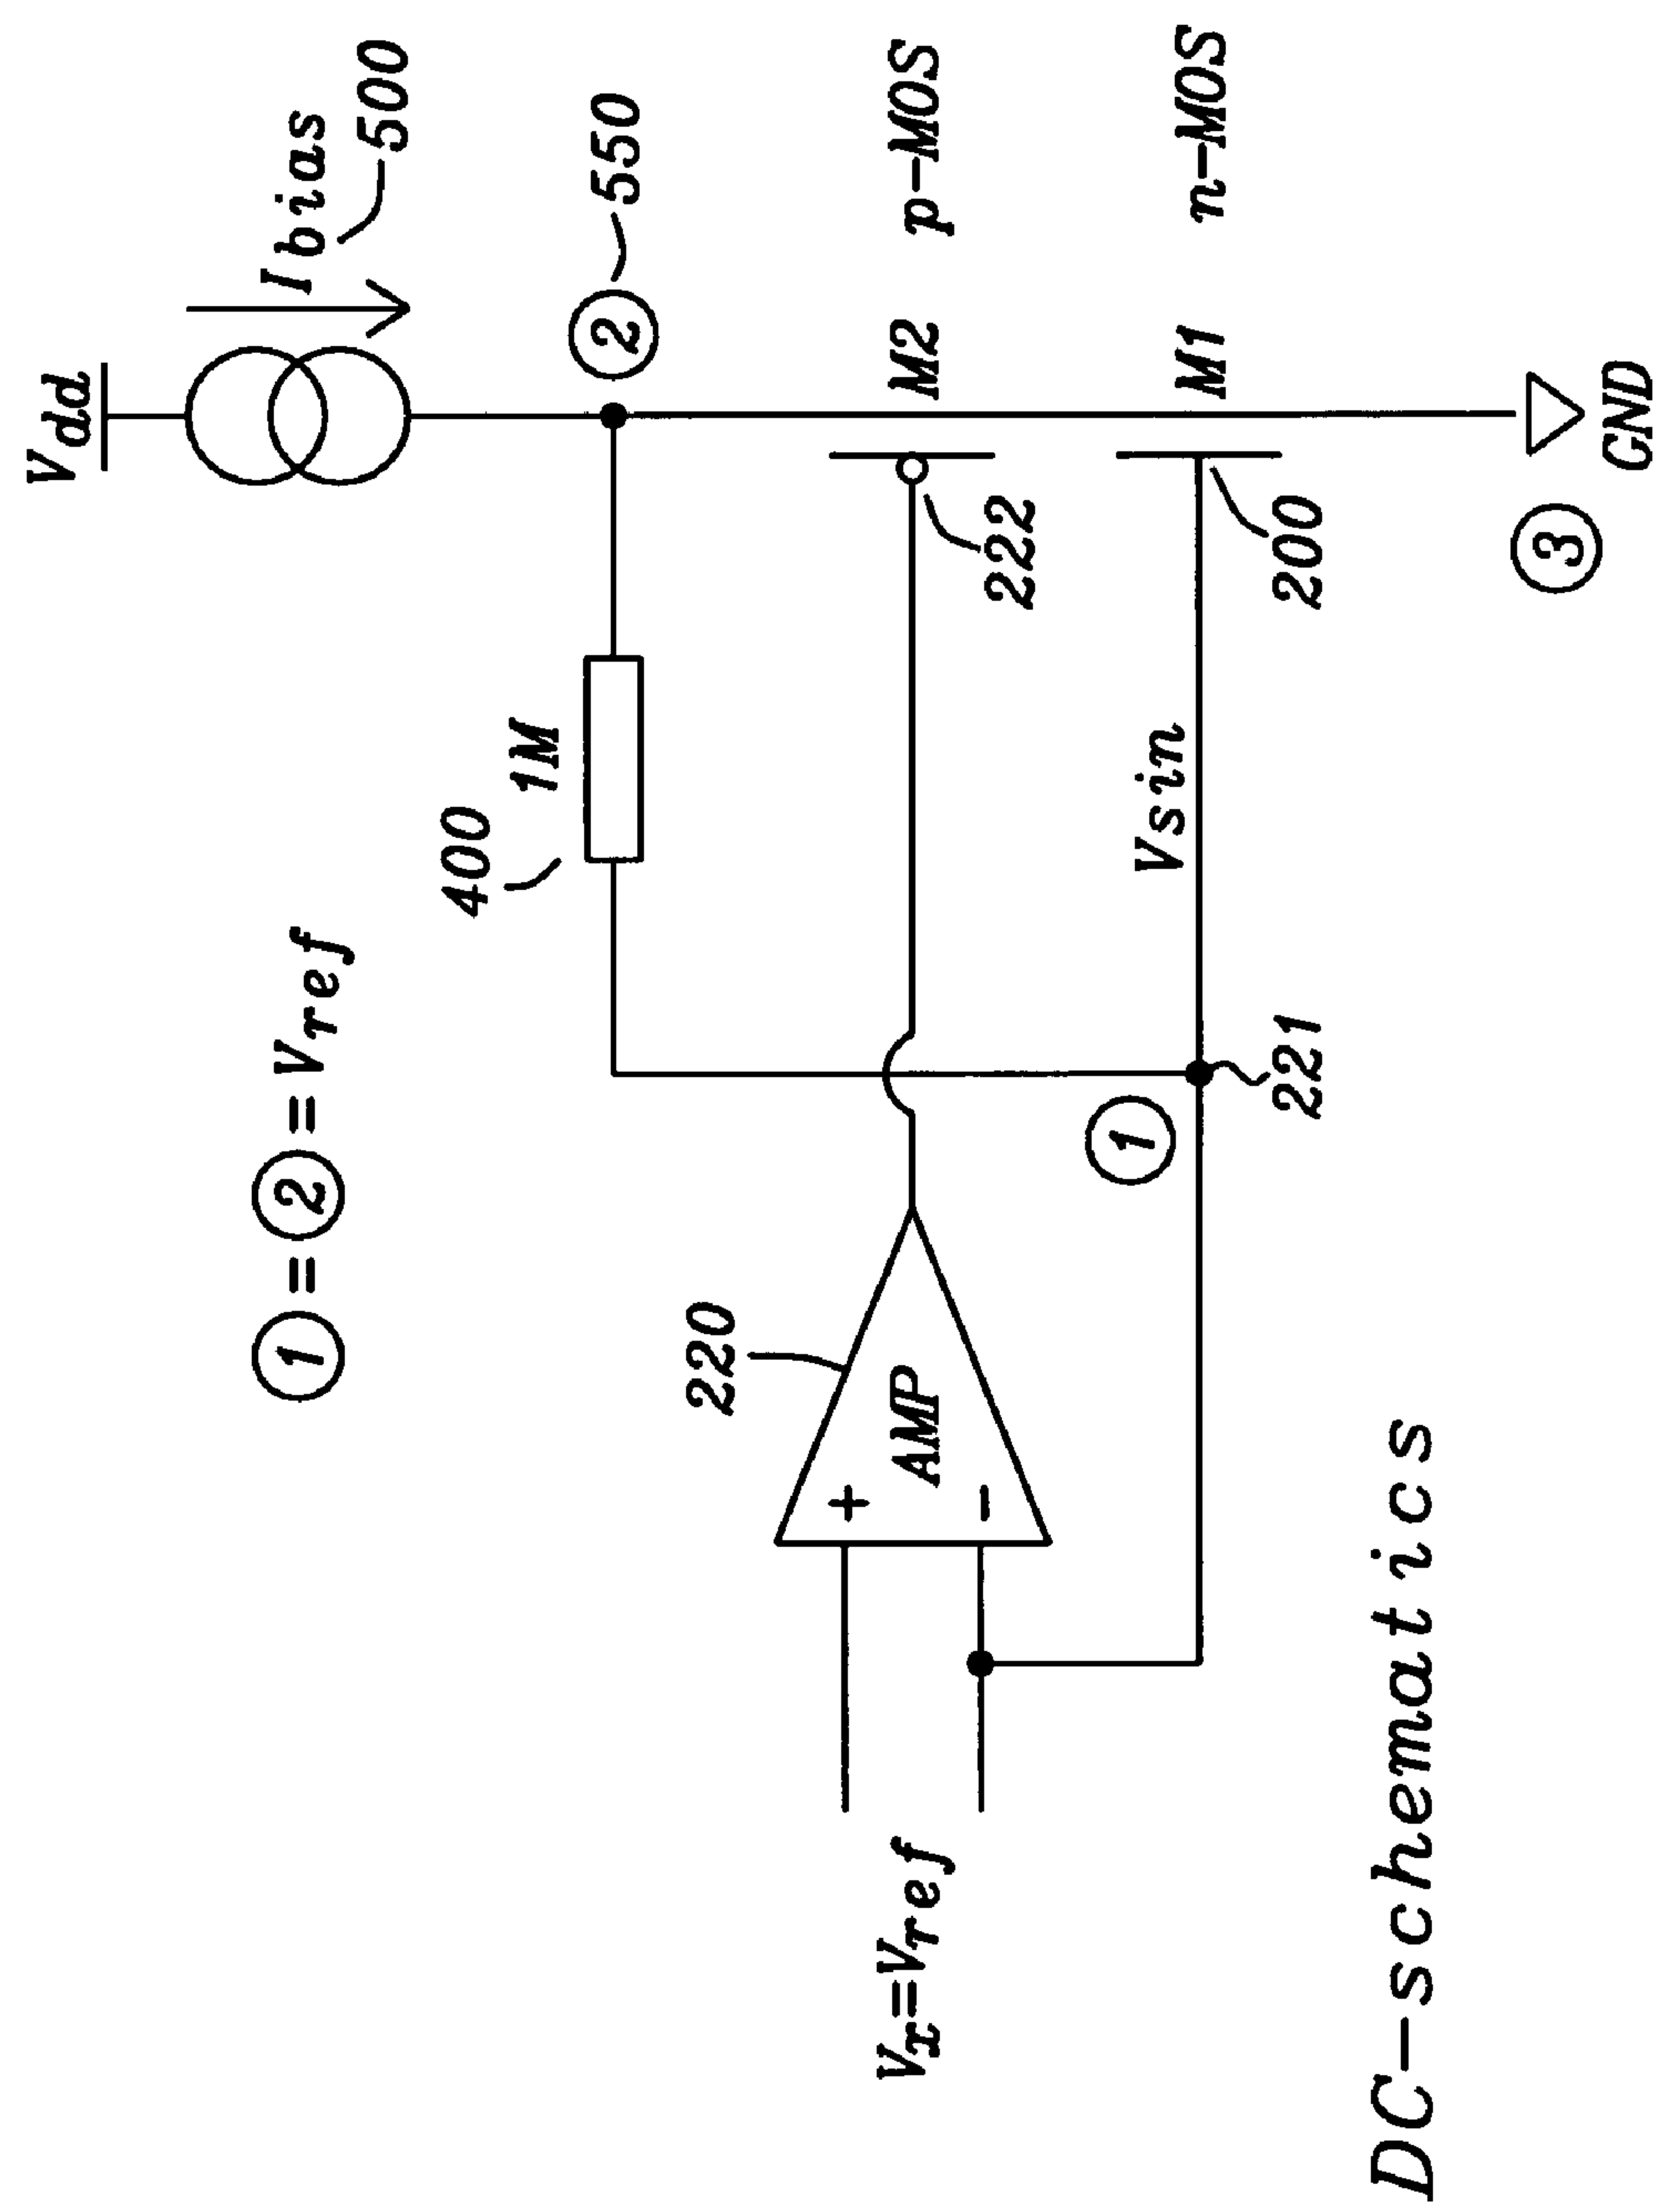 Vdd
Ibias
500
① = ② = Vref
400
1M
② 550
220
+
AMP
-
Vx=Vref
222
M2 p-MOS
①
Vsin
M1 n-MOS
221
200
③
GND
DC-schematics